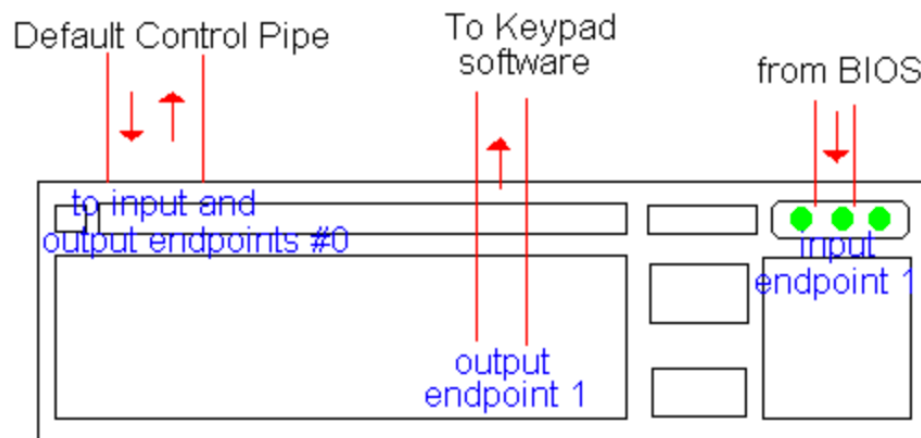 Default Control Pipe
To Keypad
software
from BIOS
to input and
output endpoints #0
input
endpoint 1
output
endpoint 1